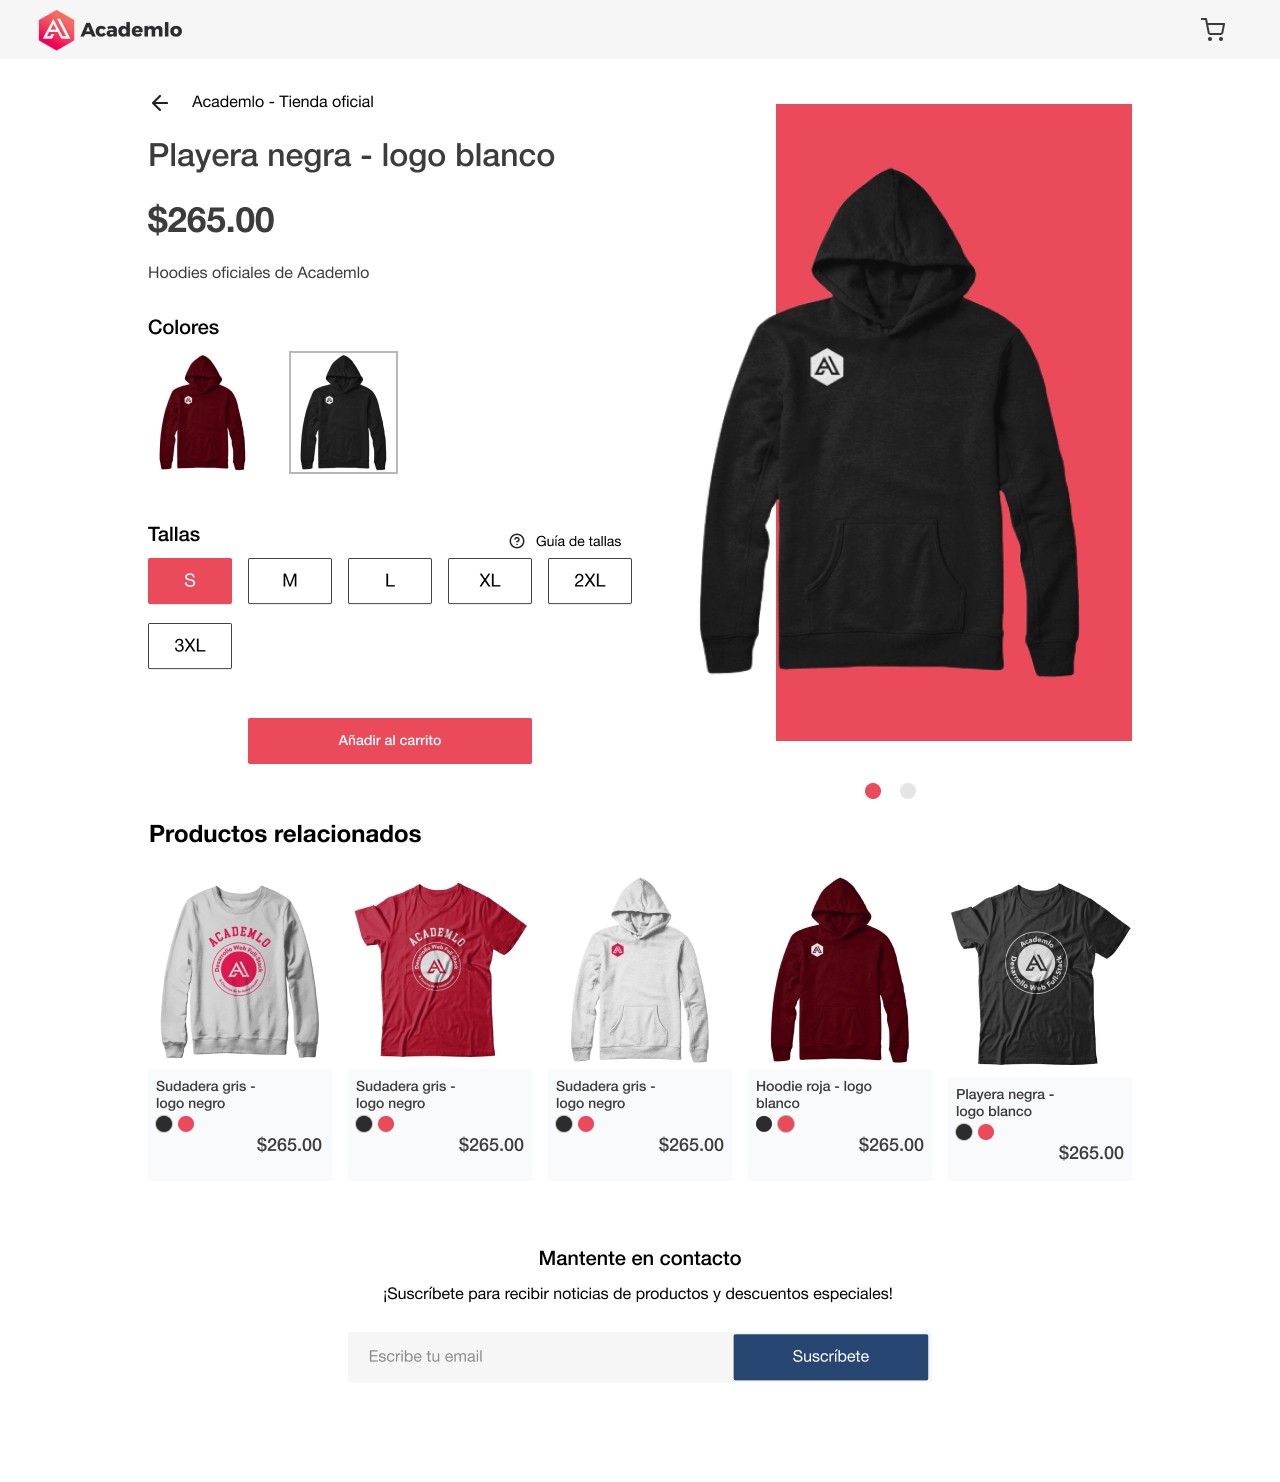 Academlo
Academlo - Tienda oficial
Playera negra - logo blanco
$265.00
Hoodies oficiales de Academlo
Colores
Tallas
Guía de tallas
S
M
L
XL
2XL
3XL
Añadir al carrito
Productos relacionados
ACADEMLO
Desarrollo Web Full-Stack
ACADEMLO
Desarrollo Web Full-Stack
Academlo
Desarrollo Web Full-Stack
Sudadera gris -
logo negro
$265.00
Sudadera gris -
logo negro
$265.00
Sudadera gris -
logo negro
$265.00
Hoodie roja - logo
blanco
$265.00
Playera negra -
logo blanco
$265.00
Mantente en contacto
¡Suscríbete para recibir noticias de productos y descuentos especiales!
Escribe tu email
Suscríbete